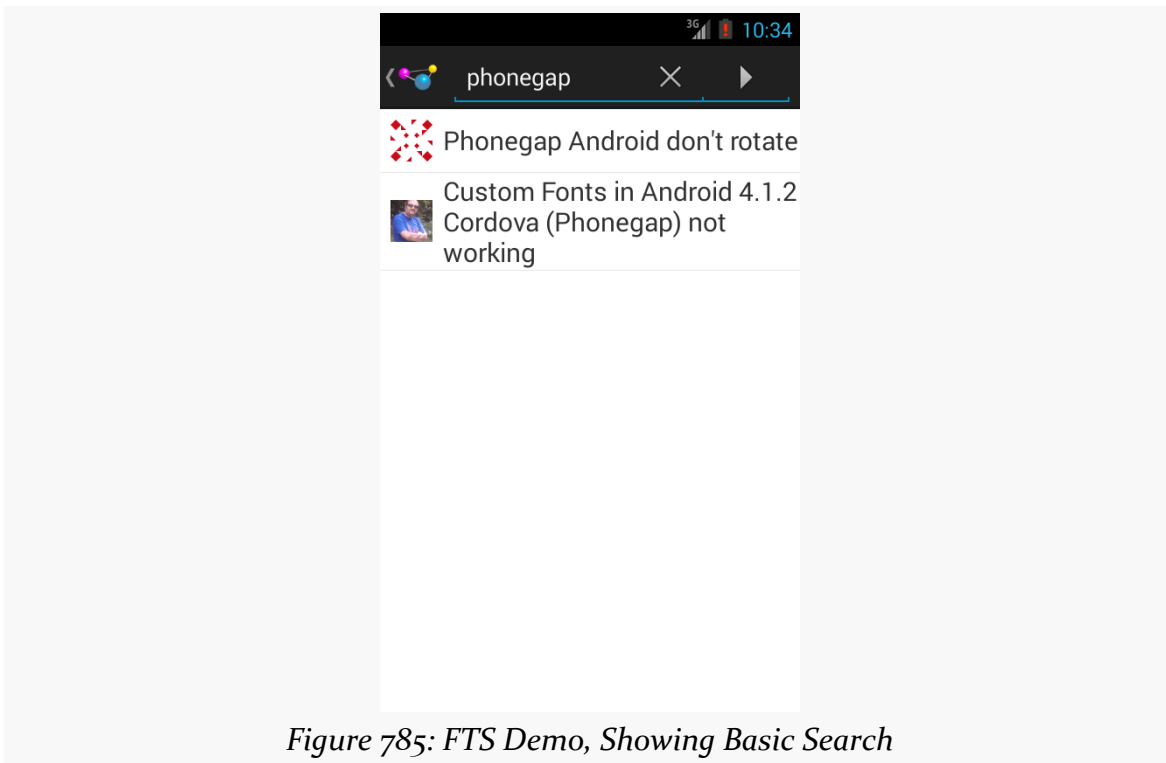 3G 10:34
phonegap
Phonegap Android don't rotate
Custom Fonts in Android 4.1.2
Cordova (Phonegap) not
working
Figure 785: FTS Demo, Showing Basic Search